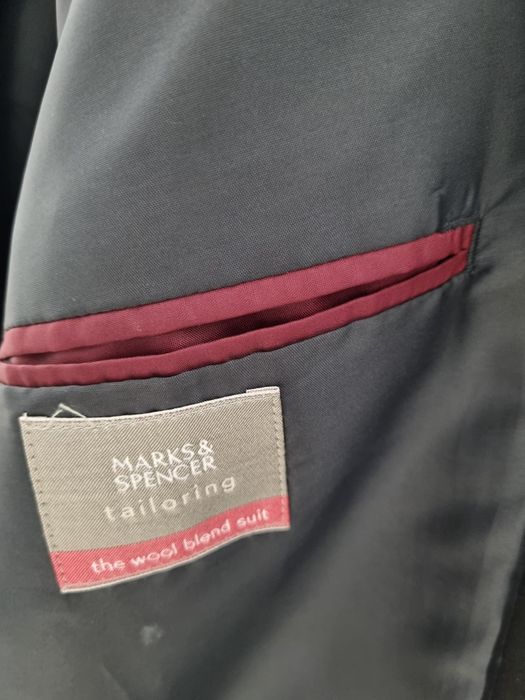 MARKS&
SPENCER
tailoring
the wool blend suit